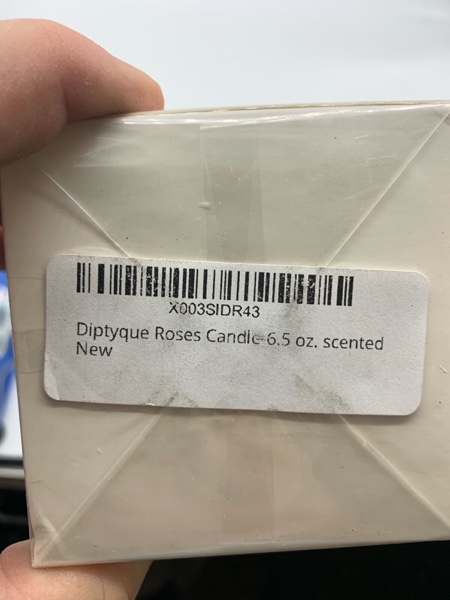 X003SIDR43
Diptyque Roses Candle-6.5 oz. scented
New